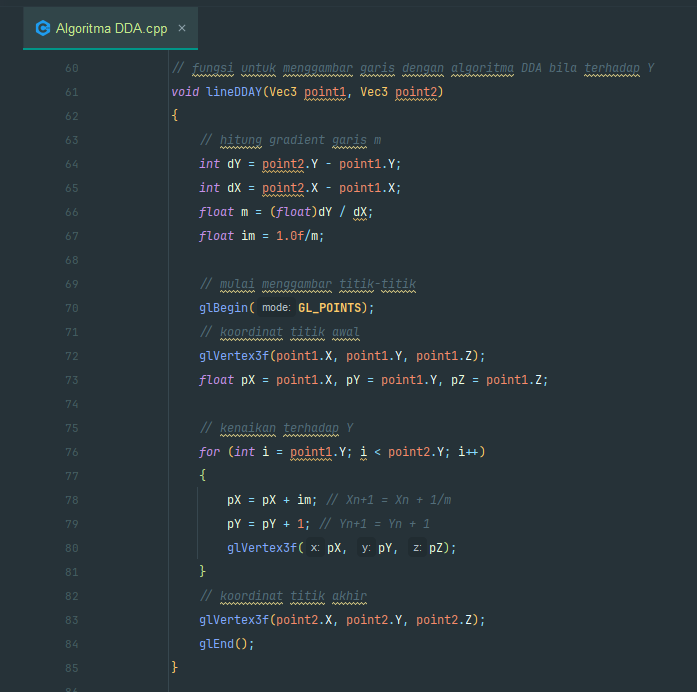 Algoritma DDA.cpp ×
60 // fungsi untuk menggambar garis dengan algoritma DDA bila terhadap Y
61 void lineDDAY(Vec3 point1, Vec3 point2)
62 {
63 // hitung gradient garis m
64 int dY = point2.Y - point1.Y;
65 int dX = point2.X - point1.X;
66 float m = (float)dY / dX;
67 float im = 1.0f/m;
68
69 // mulai menggambar titik-titik
70 glBegin( mode: GL_POINTS);
71 // koordinat titik awal
72 glVertex3f(point1.X, point1.Y, point1.Z);
73 float pX = point1.X, pY = point1.Y, pZ = point1.Z;
74
75 // kenaikan terhadap Y
76 for (int i = point1.Y; i < point2.Y; i++)
77 {
78 pX = pX + im; // Xn+1 = Xn + 1/m
79 pY = pY + 1; // Yn+1 = Yn + 1
80 glVertex3f( x: pX, y: pY, z: pZ);
81 }
82 // koordinat titik akhir
83 glVertex3f(point2.X, point2.Y, point2.Z);
84 glEnd();
85 }